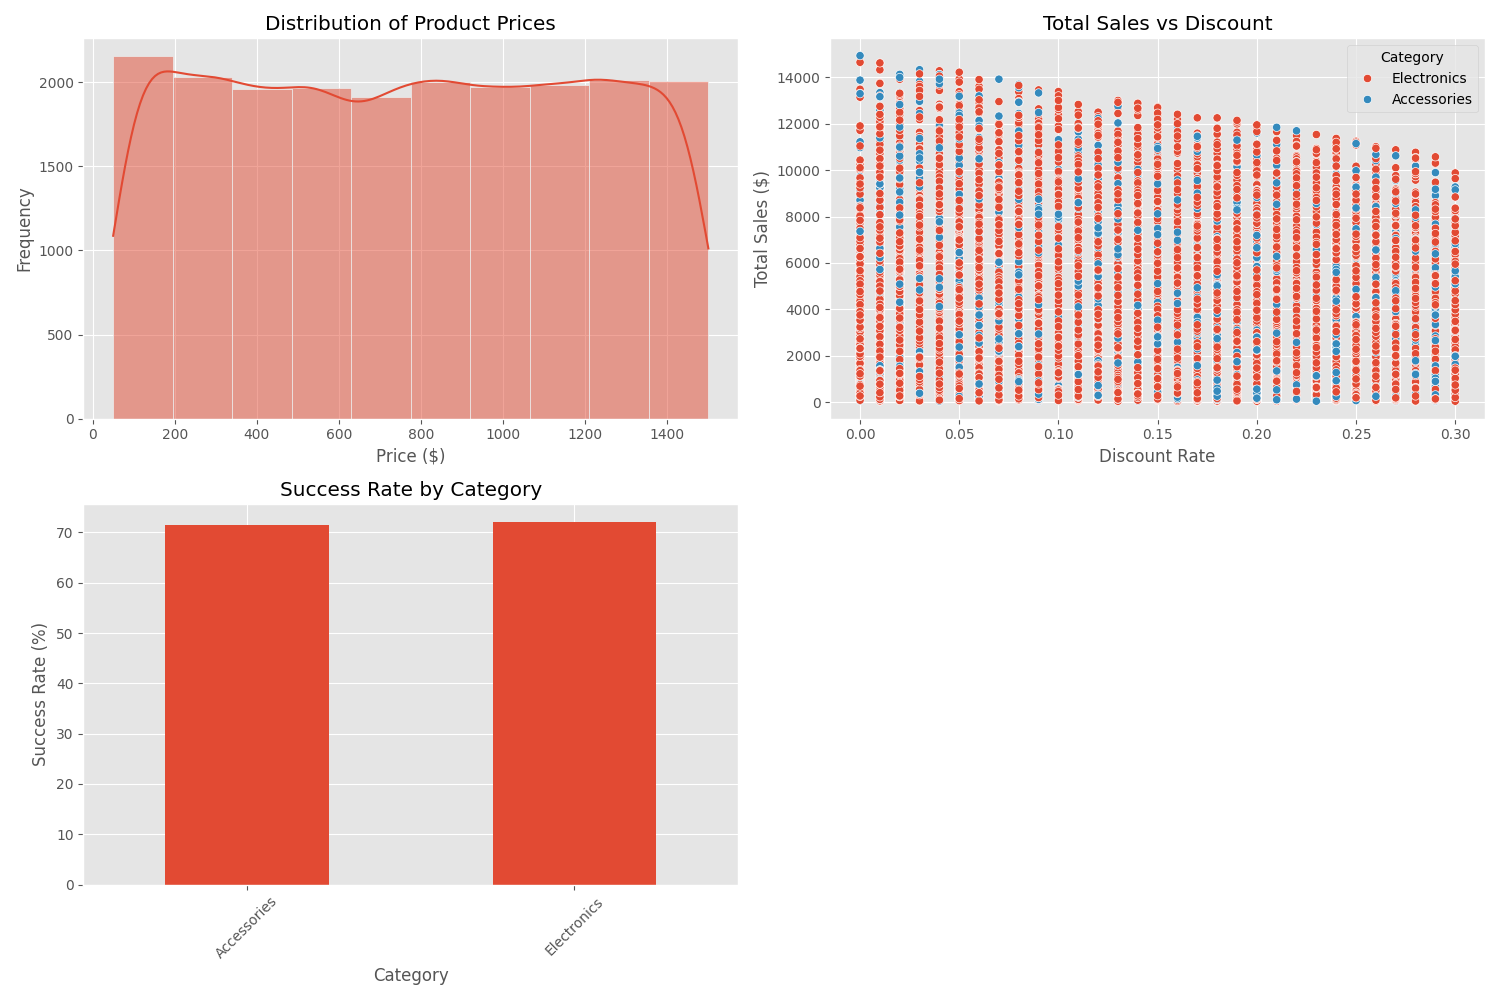 Distribution of Product Prices
Frequency
2000
1500
1000
500
0
0 200 400 600 800 1000 1200 1400
Price ($)
Total Sales vs Discount
Total Sales ($)
14000
12000
10000
8000
6000
4000
2000
0
Category
Electronics
Accessories
0.00 0.05 0.10 0.15 0.20 0.25 0.30
Discount Rate
Success Rate by Category
Success Rate (%)
70
60
50
40
30
20
10
0
Accessories Electronics
Category